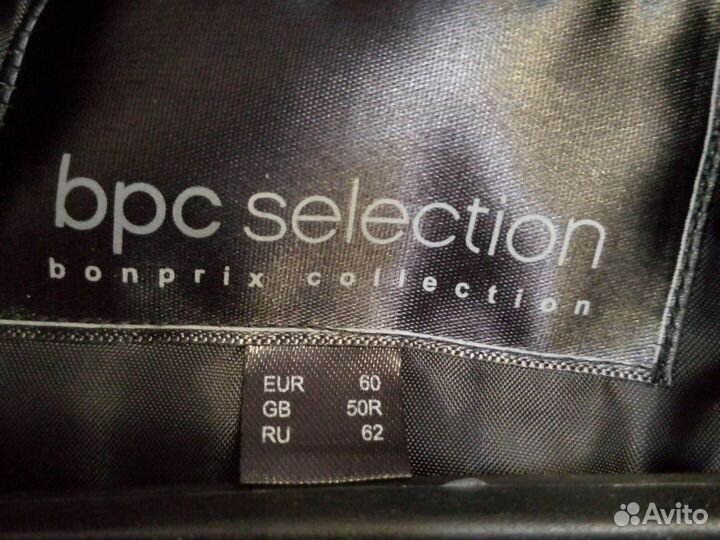 bpc selection
bonprix collection
EUR 60
GB 50R
RU 62
Avito